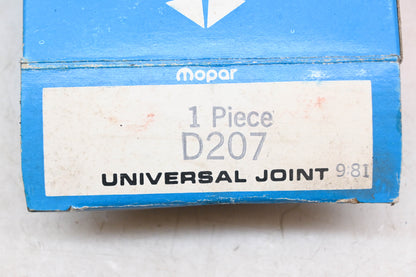 mopar
1 Piece
D207
UNIVERSAL JOINT 9 81